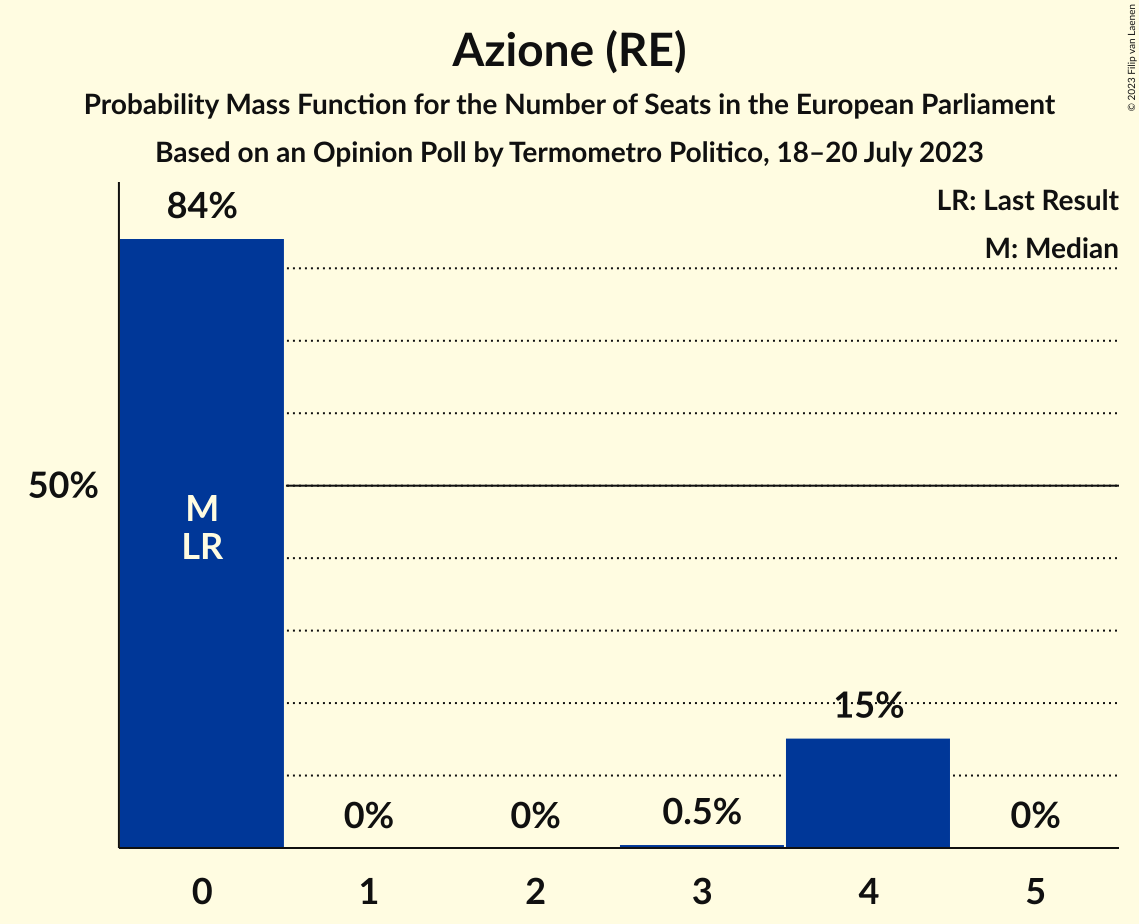 Azione (RE)
Probability Mass Function for the Number of Seats in the European Parliament
Based on an Opinion Poll by Termometro Politico, 18–20 July 2023
© 2023 Filip van Laenen
LR: Last Result
M: Median
84%
50%
M
LR
0%
0%
0.5%
15%
0%
0
1
2
3
4
5